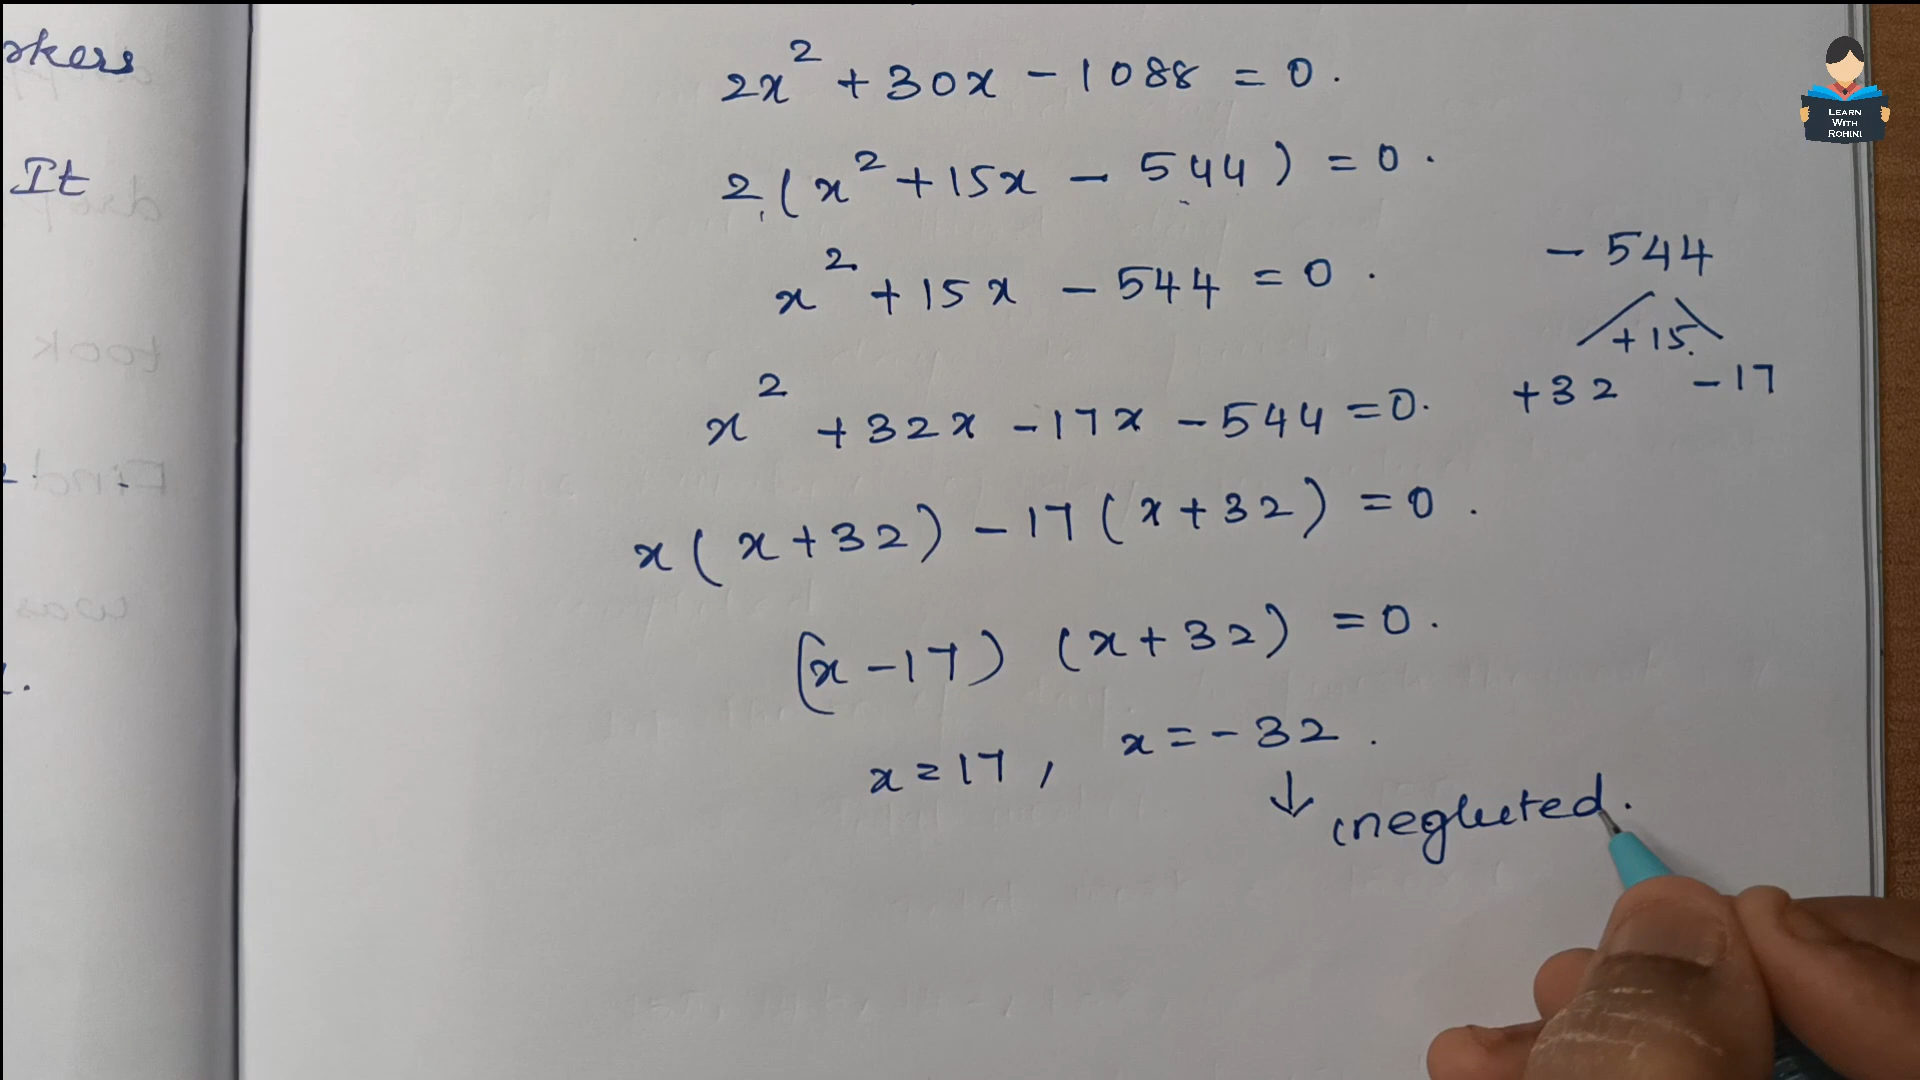 okers
It
2x² + 30x - 1088 = 0.
2(x² + 15x - 544) = 0.
x² + 15x - 544 = 0.
- 544
+15.
+32 -17
x² + 32x - 17x - 544 = 0.
x(x+32) - 17(x+32) = 0.
(x-17) (x+32) = 0.
x = 17, x = -32.
↓ (neglected.
LEARN
WITH
ROHINI